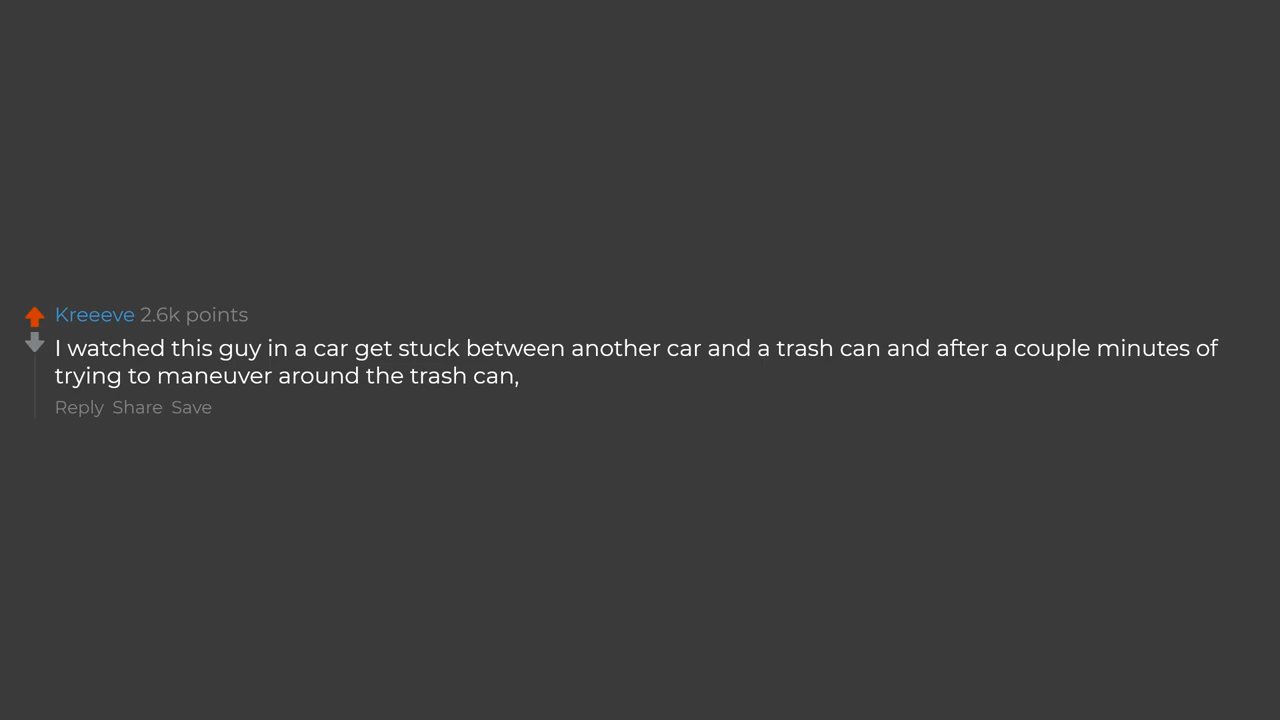 Kreeeve 2.6k points
I watched this guy in a car get stuck between another car and a trash can and after a couple minutes of
trying to maneuver around the trash can,
Reply Share Save